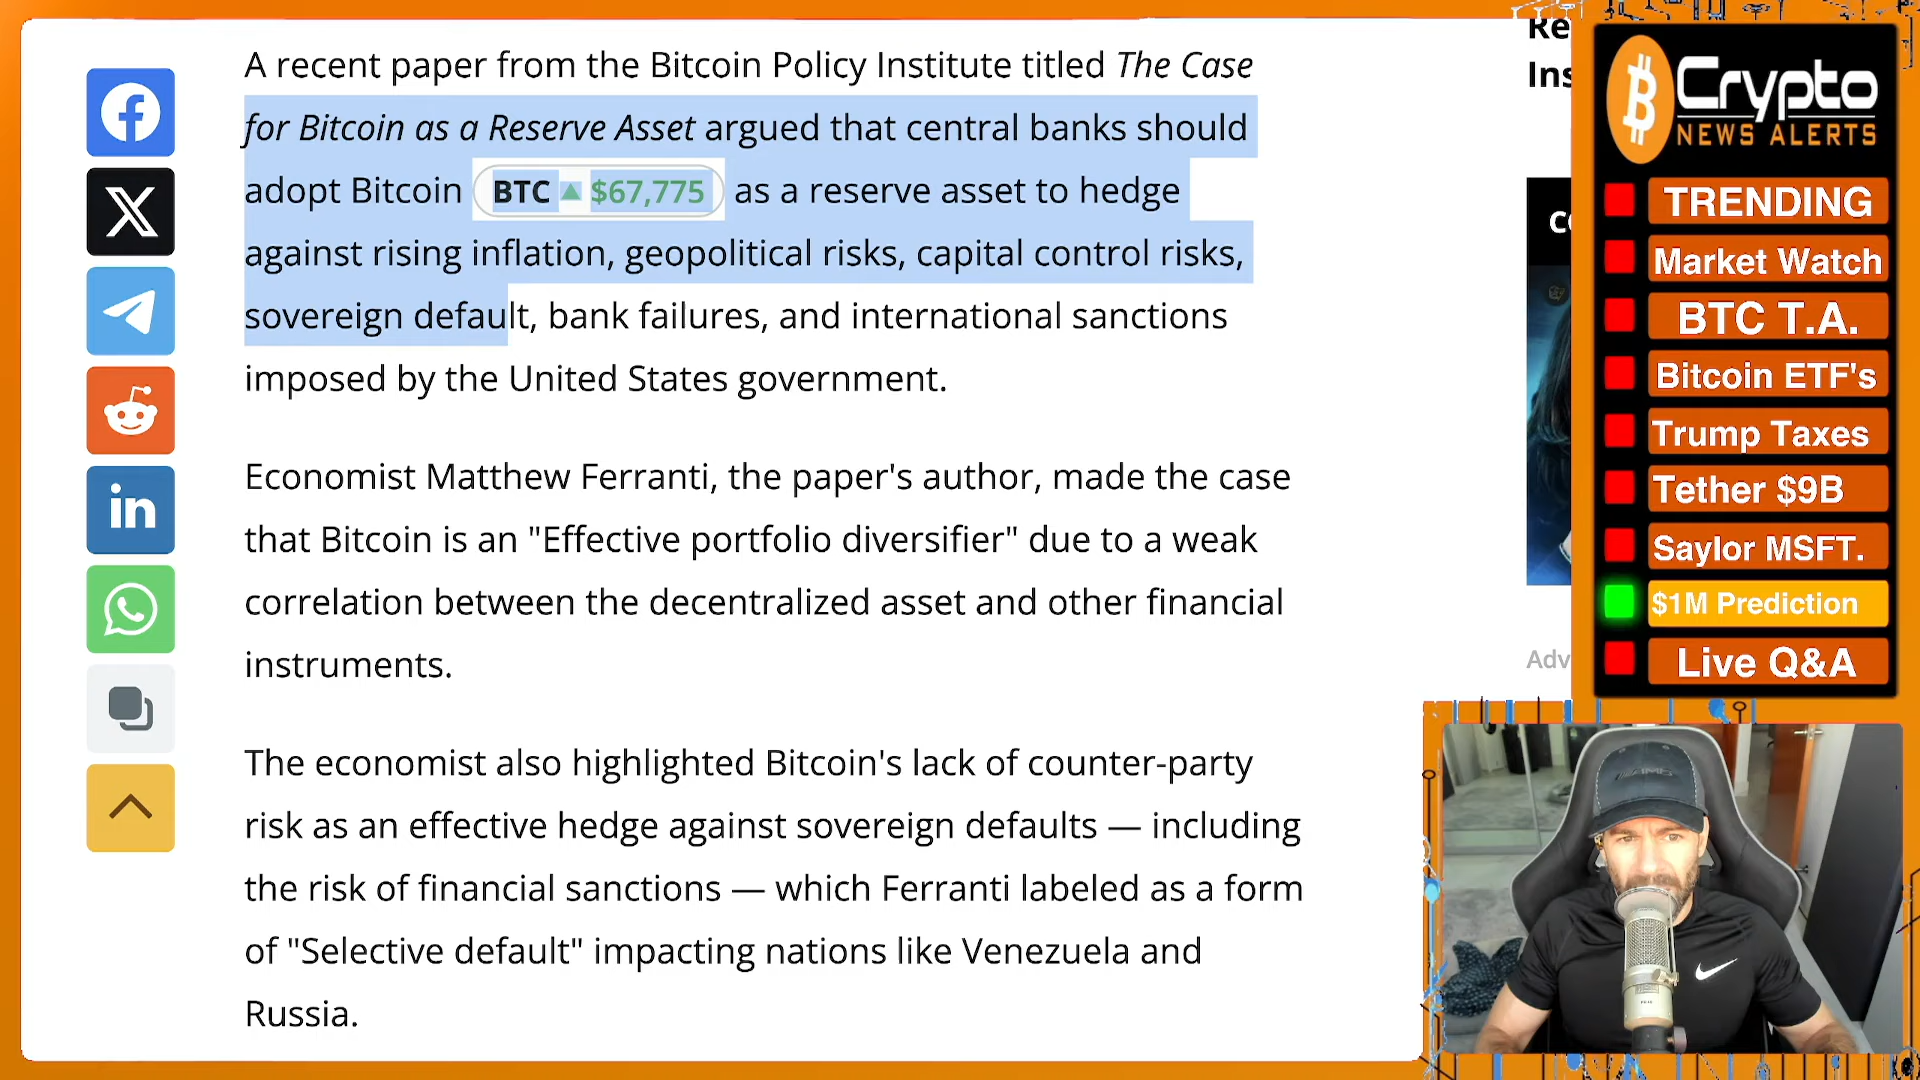 A recent paper from the Bitcoin Policy Institute titled The Case
for Bitcoin as a Reserve Asset argued that central banks should
adopt Bitcoin BTC ▲ $67,775 as a reserve asset to hedge
against rising inflation, geopolitical risks, capital control risks,
sovereign default, bank failures, and international sanctions
imposed by the United States government.
Economist Matthew Ferranti, the paper's author, made the case
that Bitcoin is an "Effective portfolio diversifier" due to a weak
correlation between the decentralized asset and other financial
instruments.
The economist also highlighted Bitcoin's lack of counter-party
risk as an effective hedge against sovereign defaults — including
the risk of financial sanctions — which Ferranti labeled as a form
of "Selective default" impacting nations like Venezuela and
Russia.
Re
Ins
Adv
Crypto
NEWS ALERTS
TRENDING
Market Watch
BTC T.A.
Bitcoin ETF's
Trump Taxes
Tether $9B
Saylor MSFT.
$1M Prediction
Live Q&A